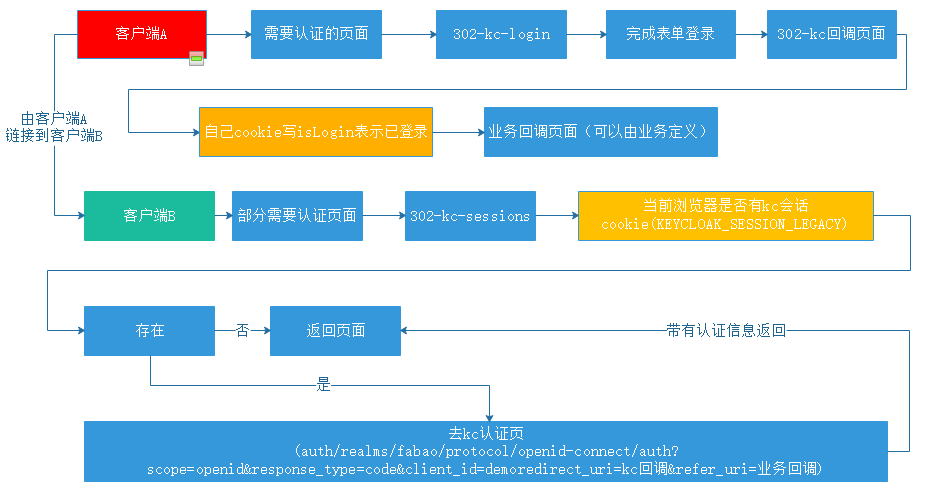 客户端A
需要认证的页面
302-kc-login
完成表单登录
302-kc回调页面
由客户端A
链接到客户端B
自己cookie写isLogin表示已登录
业务回调页面（可以由业务定义）
客户端B
部分需要认证页面
302-kc-sessions
当前浏览器是否有kc会话
cookie(KEYCLOAK_SESSION_LEGACY)
存在
否
返回页面
带有认证信息返回
是
去kc认证页
(auth/realms/fabao/protocol/openid-connect/auth?
scope=openid&response_type=code&client_id=demoredirect_uri=kc回调&refer_uri=业务回调)